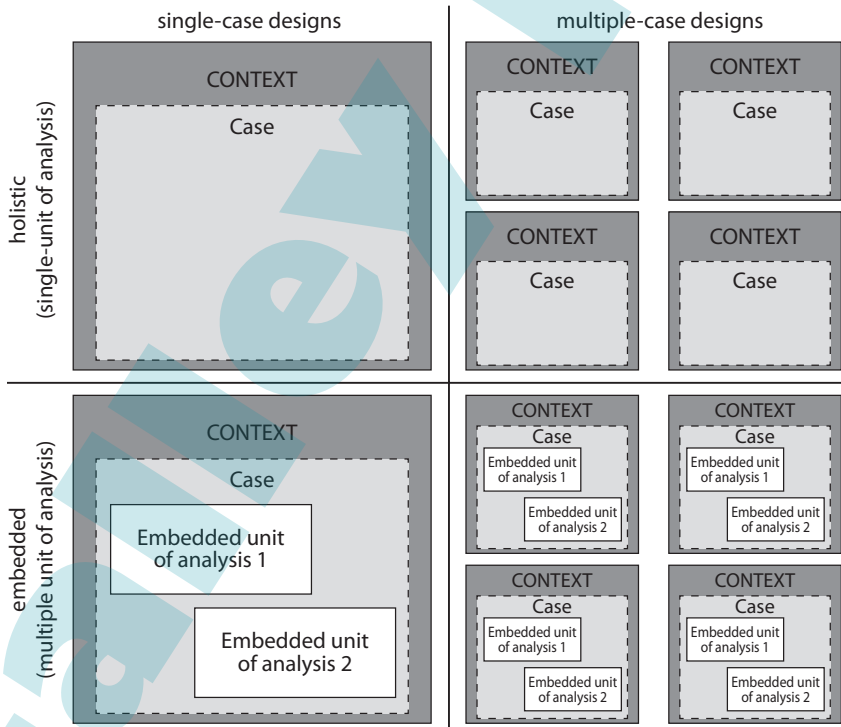 single-case designs
multiple-case designs
holistic
(single-unit of analysis)
CONTEXT
Case
CONTEXT
Case
CONTEXT
Case
CONTEXT
Case
CONTEXT
Case
embedded
(multiple unit of analysis)
CONTEXT
Case
Embedded unit
of analysis 1
Embedded unit
of analysis 2
CONTEXT
Case
Embedded unit
of analysis 1
Embedded unit
of analysis 2
CONTEXT
Case
Embedded unit
of analysis 1
Embedded unit
of analysis 2
CONTEXT
Case
Embedded unit
of analysis 1
Embedded unit
of analysis 2
CONTEXT
Case
Embedded unit
of analysis 1
Embedded unit
of analysis 2